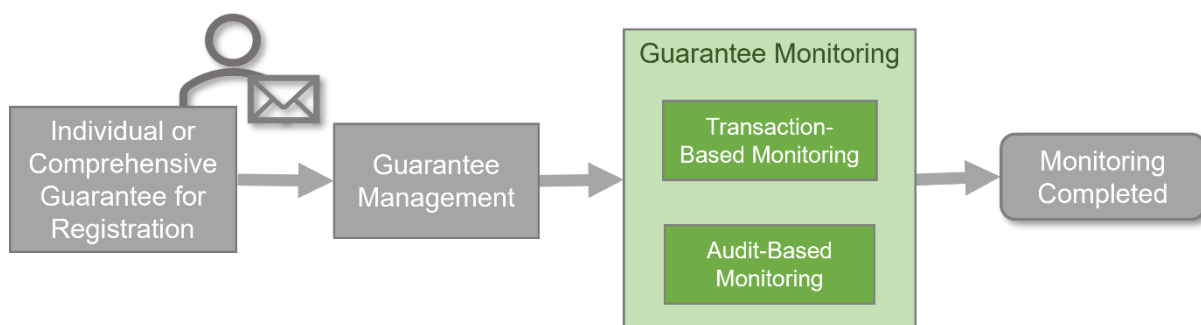 Individual or
Comprehensive
Guarantee for
Registration
Guarantee
Management
Guarantee Monitoring
Transaction-
Based Monitoring
Audit-Based
Monitoring
Monitoring
Completed